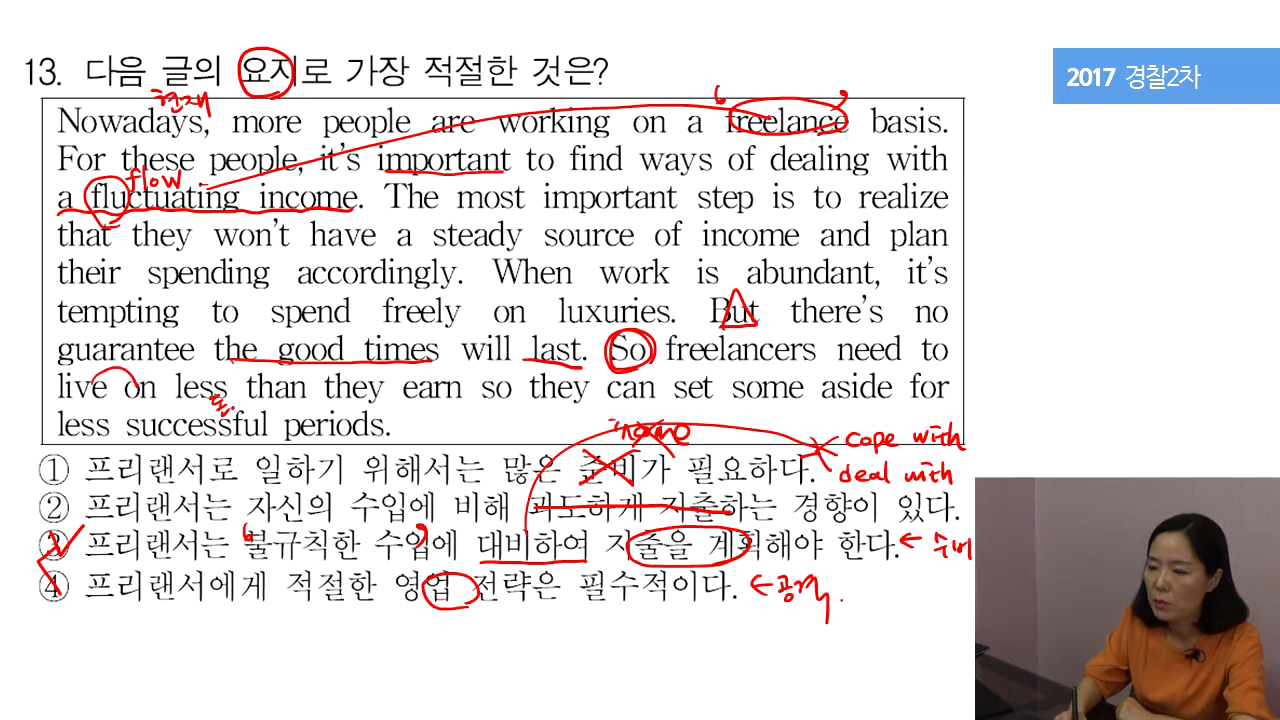 13. 다음 글의 요지로 가장 적절한 것은?
2017 경찰2차
현재
Nowadays, more people are working on a freelance basis.
For these people, it's important to find ways of dealing with
flow
a fluctuating income. The most important step is to realize
that they won't have a steady source of income and plan
their spending accordingly. When work is abundant, it's
tempting to spend freely on luxuries. But there's no
guarantee the good times will last. So freelancers need to
live on less than they earn so they can set some aside for
less successful periods.
income
cope with
① 프리랜서로 일하기 위해서는 많은 준비가 필요하다.
deal with
② 프리랜서는 자신의 수입에 비해 과도하게 지출하는 경향이 있다.
③ 프리랜서는 불규칙한 수입에 대비하여 지출을 계획해야 한다.
④ 프리랜서에게 적절한 영업 전략은 필수적이다.